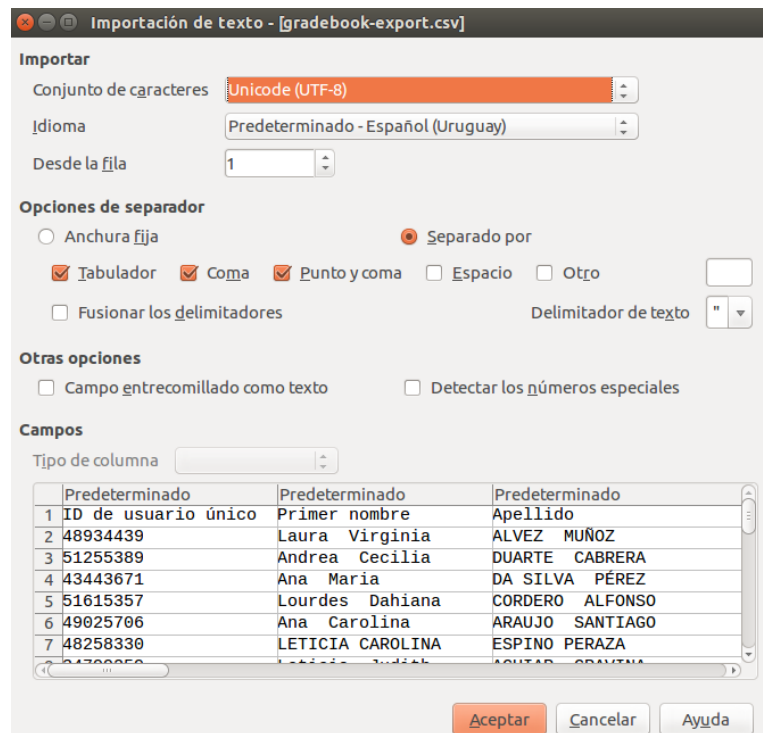 Importación de texto - [gradebook-export.csv]
Importar
Conjunto de caracteres Unicode (UTF-8)
Idioma Predeterminado - Español (Uruguay)
Desde la fila 1
Opciones de separador
Anchura fija Separado por
Tabulador Coma Punto y coma Espacio Otro
Fusionar los delimitadores Delimitador de texto "
Otras opciones
Campo entrecomillado como texto Detectar los números especiales
Campos
Tipo de columna
Predeterminado Predeterminado Predeterminado
1 ID de usuario único Primer nombre Apellido
2 48934439 Laura Virginia ALVEZ MUÑOZ
3 51255389 Andrea Cecilia DUARTE CABRERA
4 43443671 Ana Maria DA SILVA PÉREZ
5 51615357 Lourdes Dahiana CORDERO ALFONSO
6 49025706 Ana Carolina ARAUJO SANTIAGO
7 48258330 LETICIA CAROLINA ESPINO PERAZA
Aceptar Cancelar Ayuda